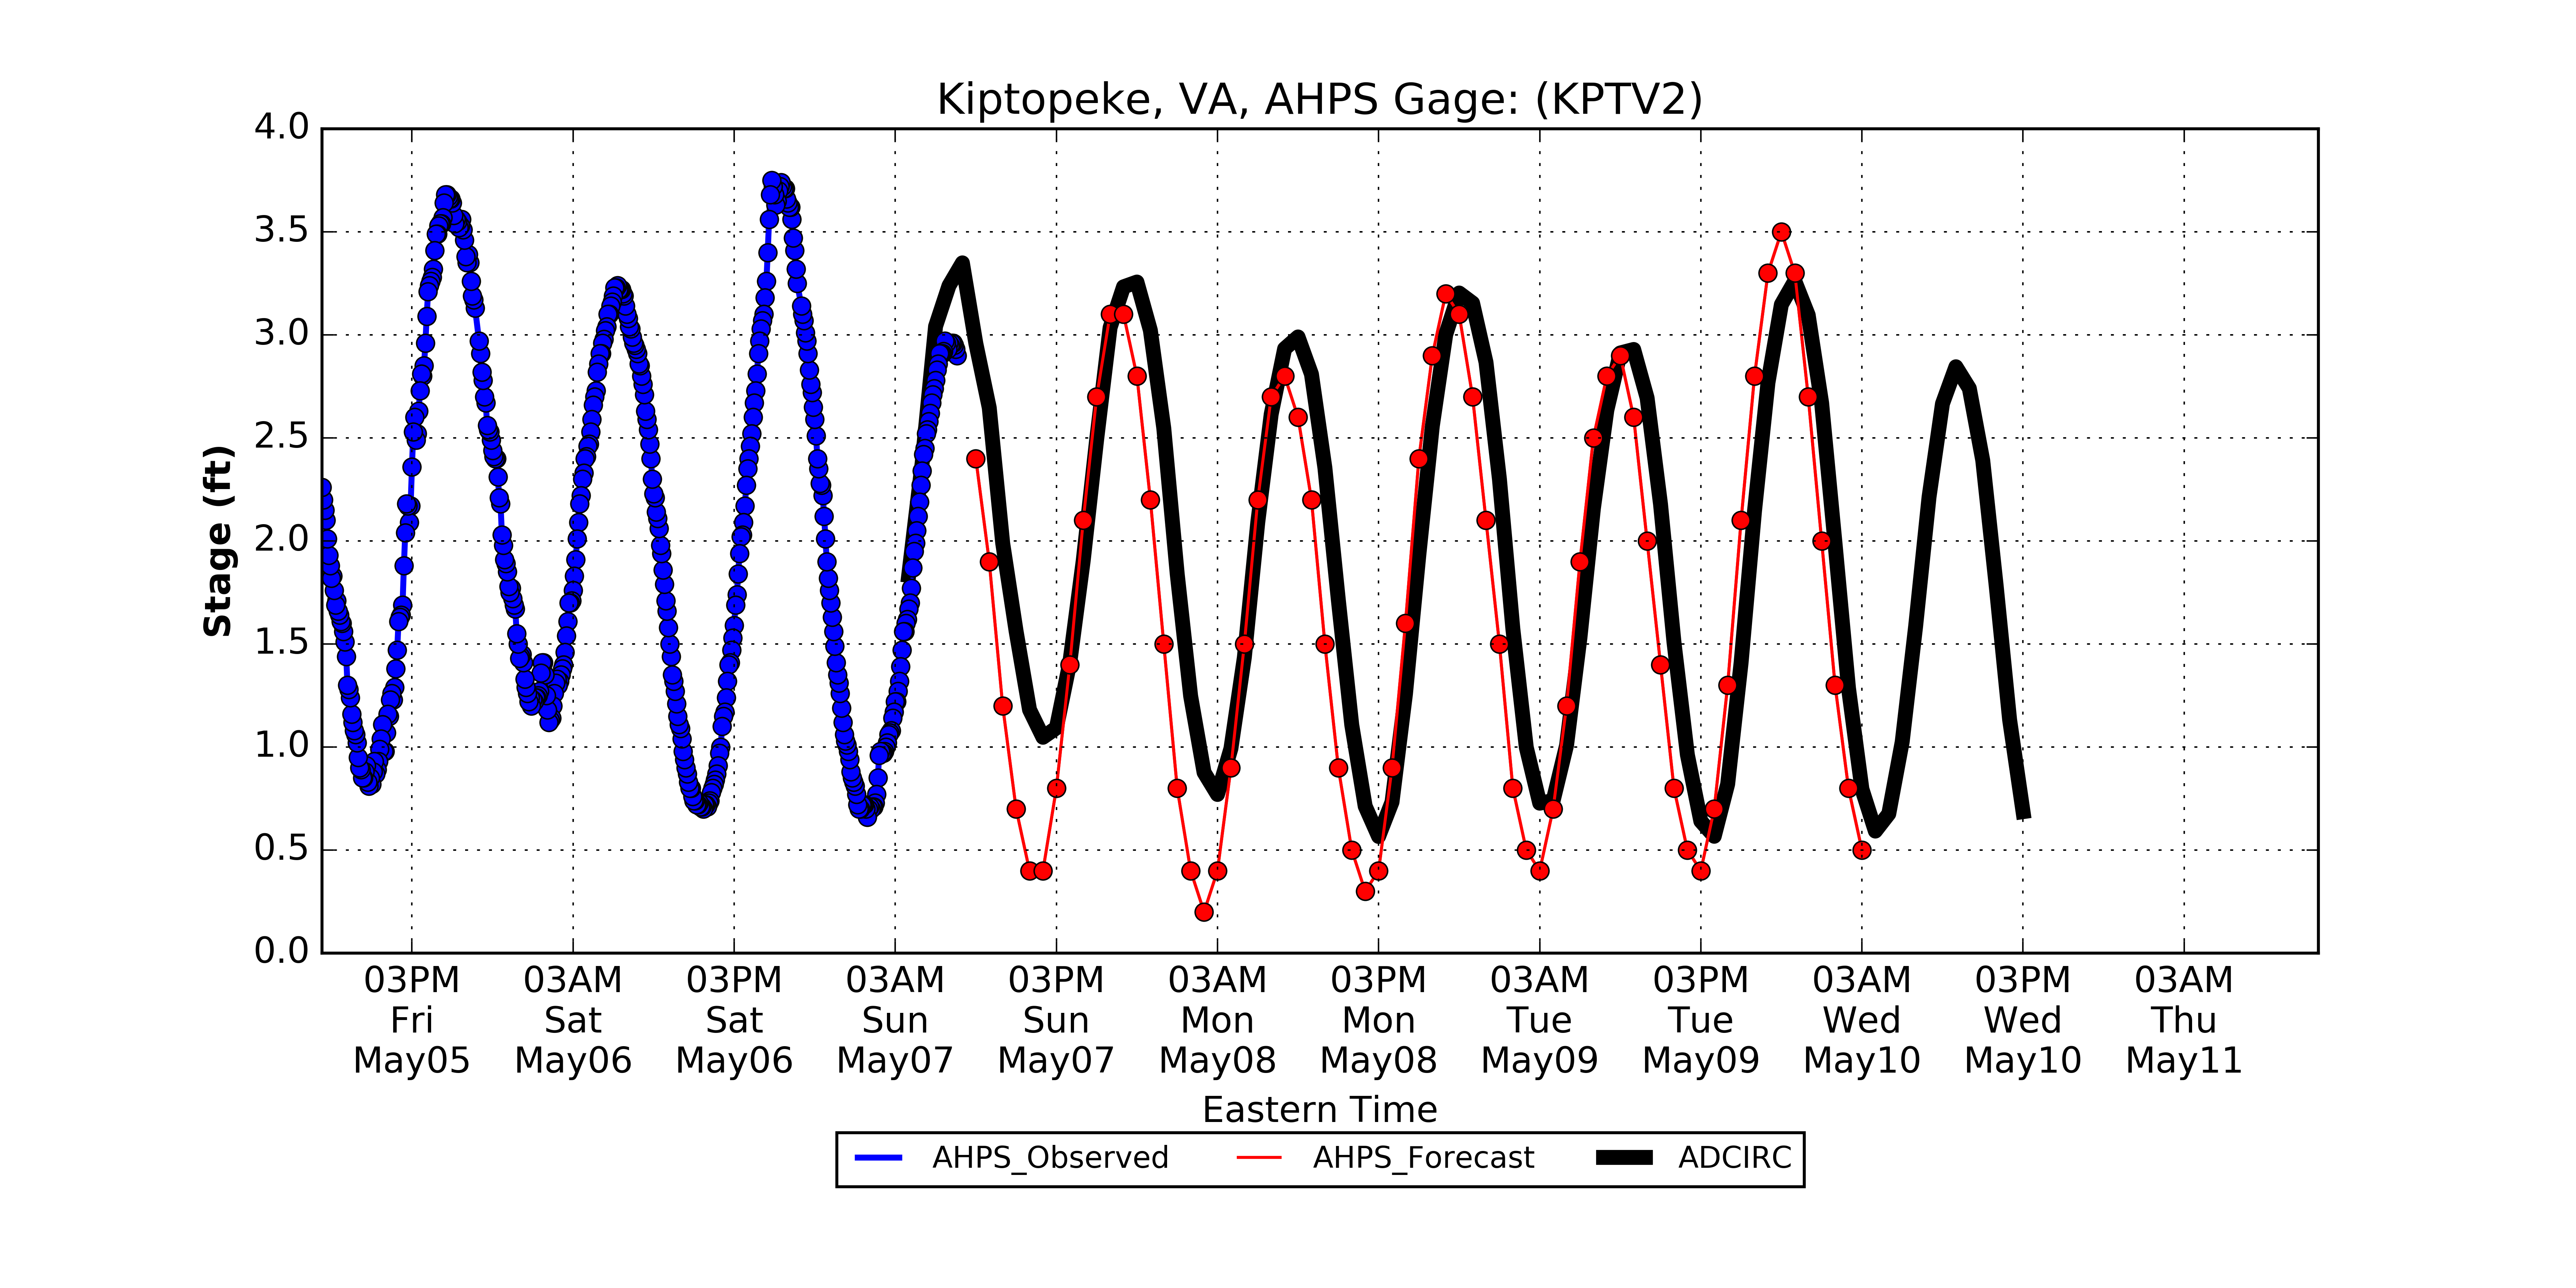 Kiptopeke, VA, AHPS Gage: (KPTV2)
4.0
3.5
3.0
2.5
2.0
1.5
1.0
0.5
0.0
Stage (ft)
03PM 03AM 03PM 03AM 03PM 03AM 03PM 03AM 03PM 03AM 03PM 03AM
Fri Sat Sat Sun Sun Mon Mon Tue Tue Wed Wed Thu
May05 May06 May06 May07 May07 May08 May08 May09 May09 May10 May10 May11
Eastern Time
AHPS_Observed AHPS_Forecast ADCIRC